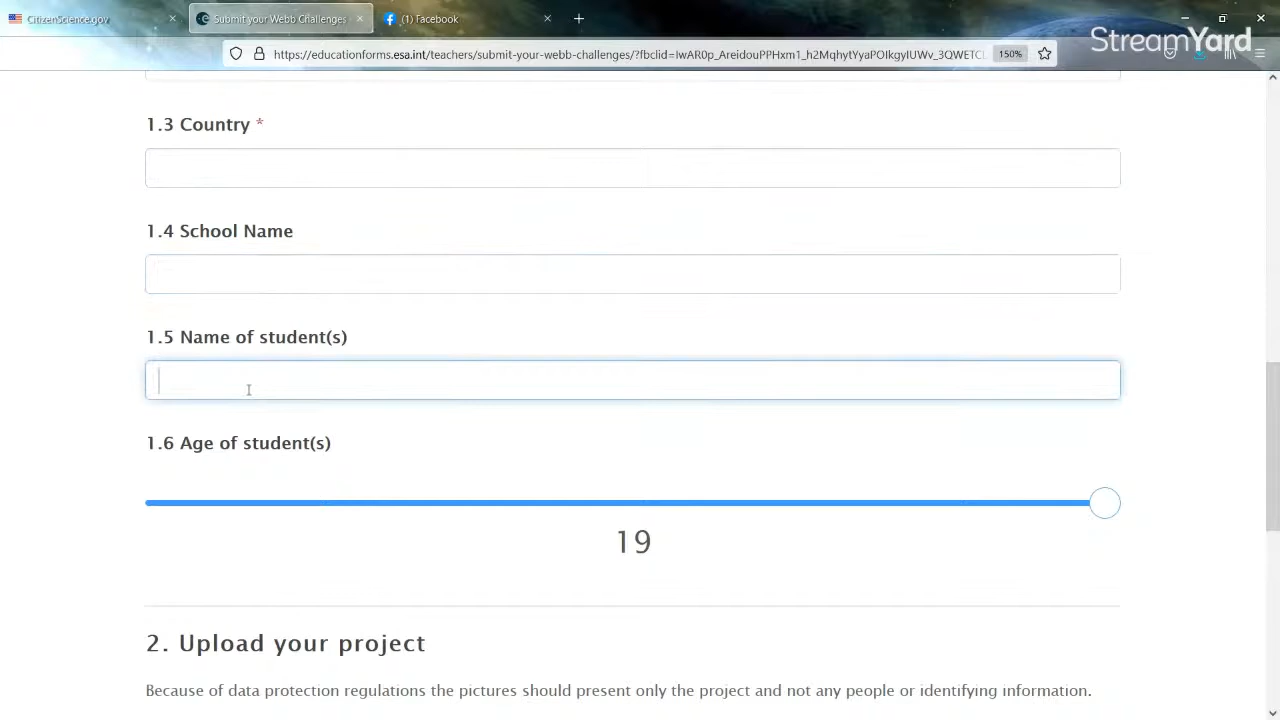 CitizenScience.gov
Submit your Webb Challenges
(1) Facebook
StreamYard
https://educationforms.esa.int/teachers/submit-your-webb-challenges/?fbclid=IwAR0p_AreidouPPHxm1_h2MqhytYyaPOIkgyIUWv_3QWETCL
150%
1.3 Country *
1.4 School Name
1.5 Name of student(s)
1.6 Age of student(s)
19
2. Upload your project
Because of data protection regulations the pictures should present only the project and not any people or identifying information.